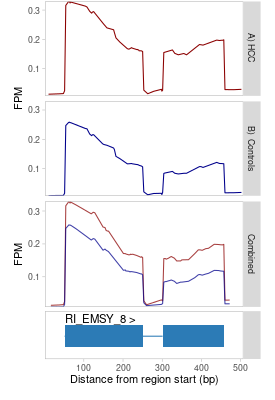 0.3
0.2
0.1
FPM
A) HCC
0.3
0.2
0.1
B): Controls
0.3
0.2
0.1
FPM
Combined
RI_EMSY_8 >
100 200 300 400 500
Distance from region start (bp)